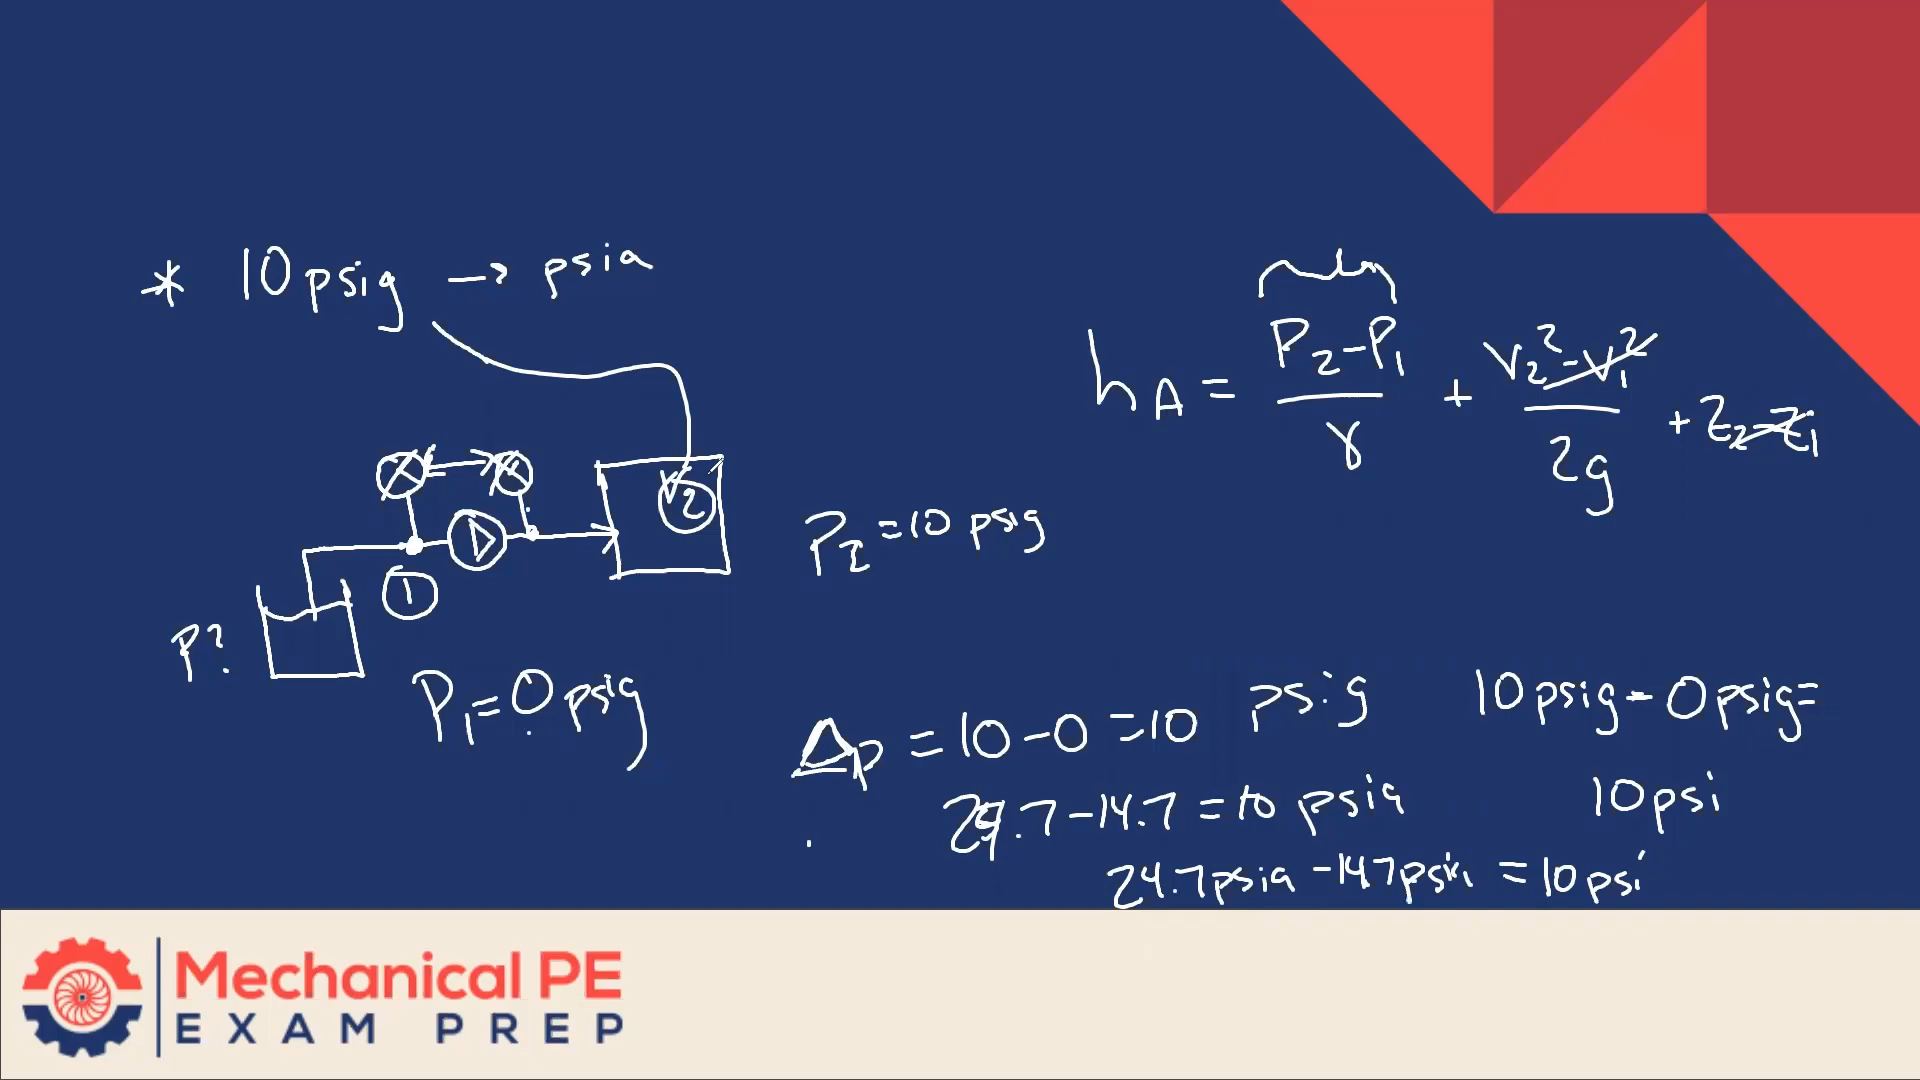 * 10 psig → psia
hA = P2-P1 / γ + v2²-v1² / 2g + z2-z1
2
P2 = 10 psig
1
P?
P1 = 0 psig
Δp = 10-0 = 10 psig
10 psig - 0 psig =
24.7-14.7 = 10 psia
10 psi
24.7 psia - 14.7 psia = 10 psi
Mechanical PE
EXAM PREP